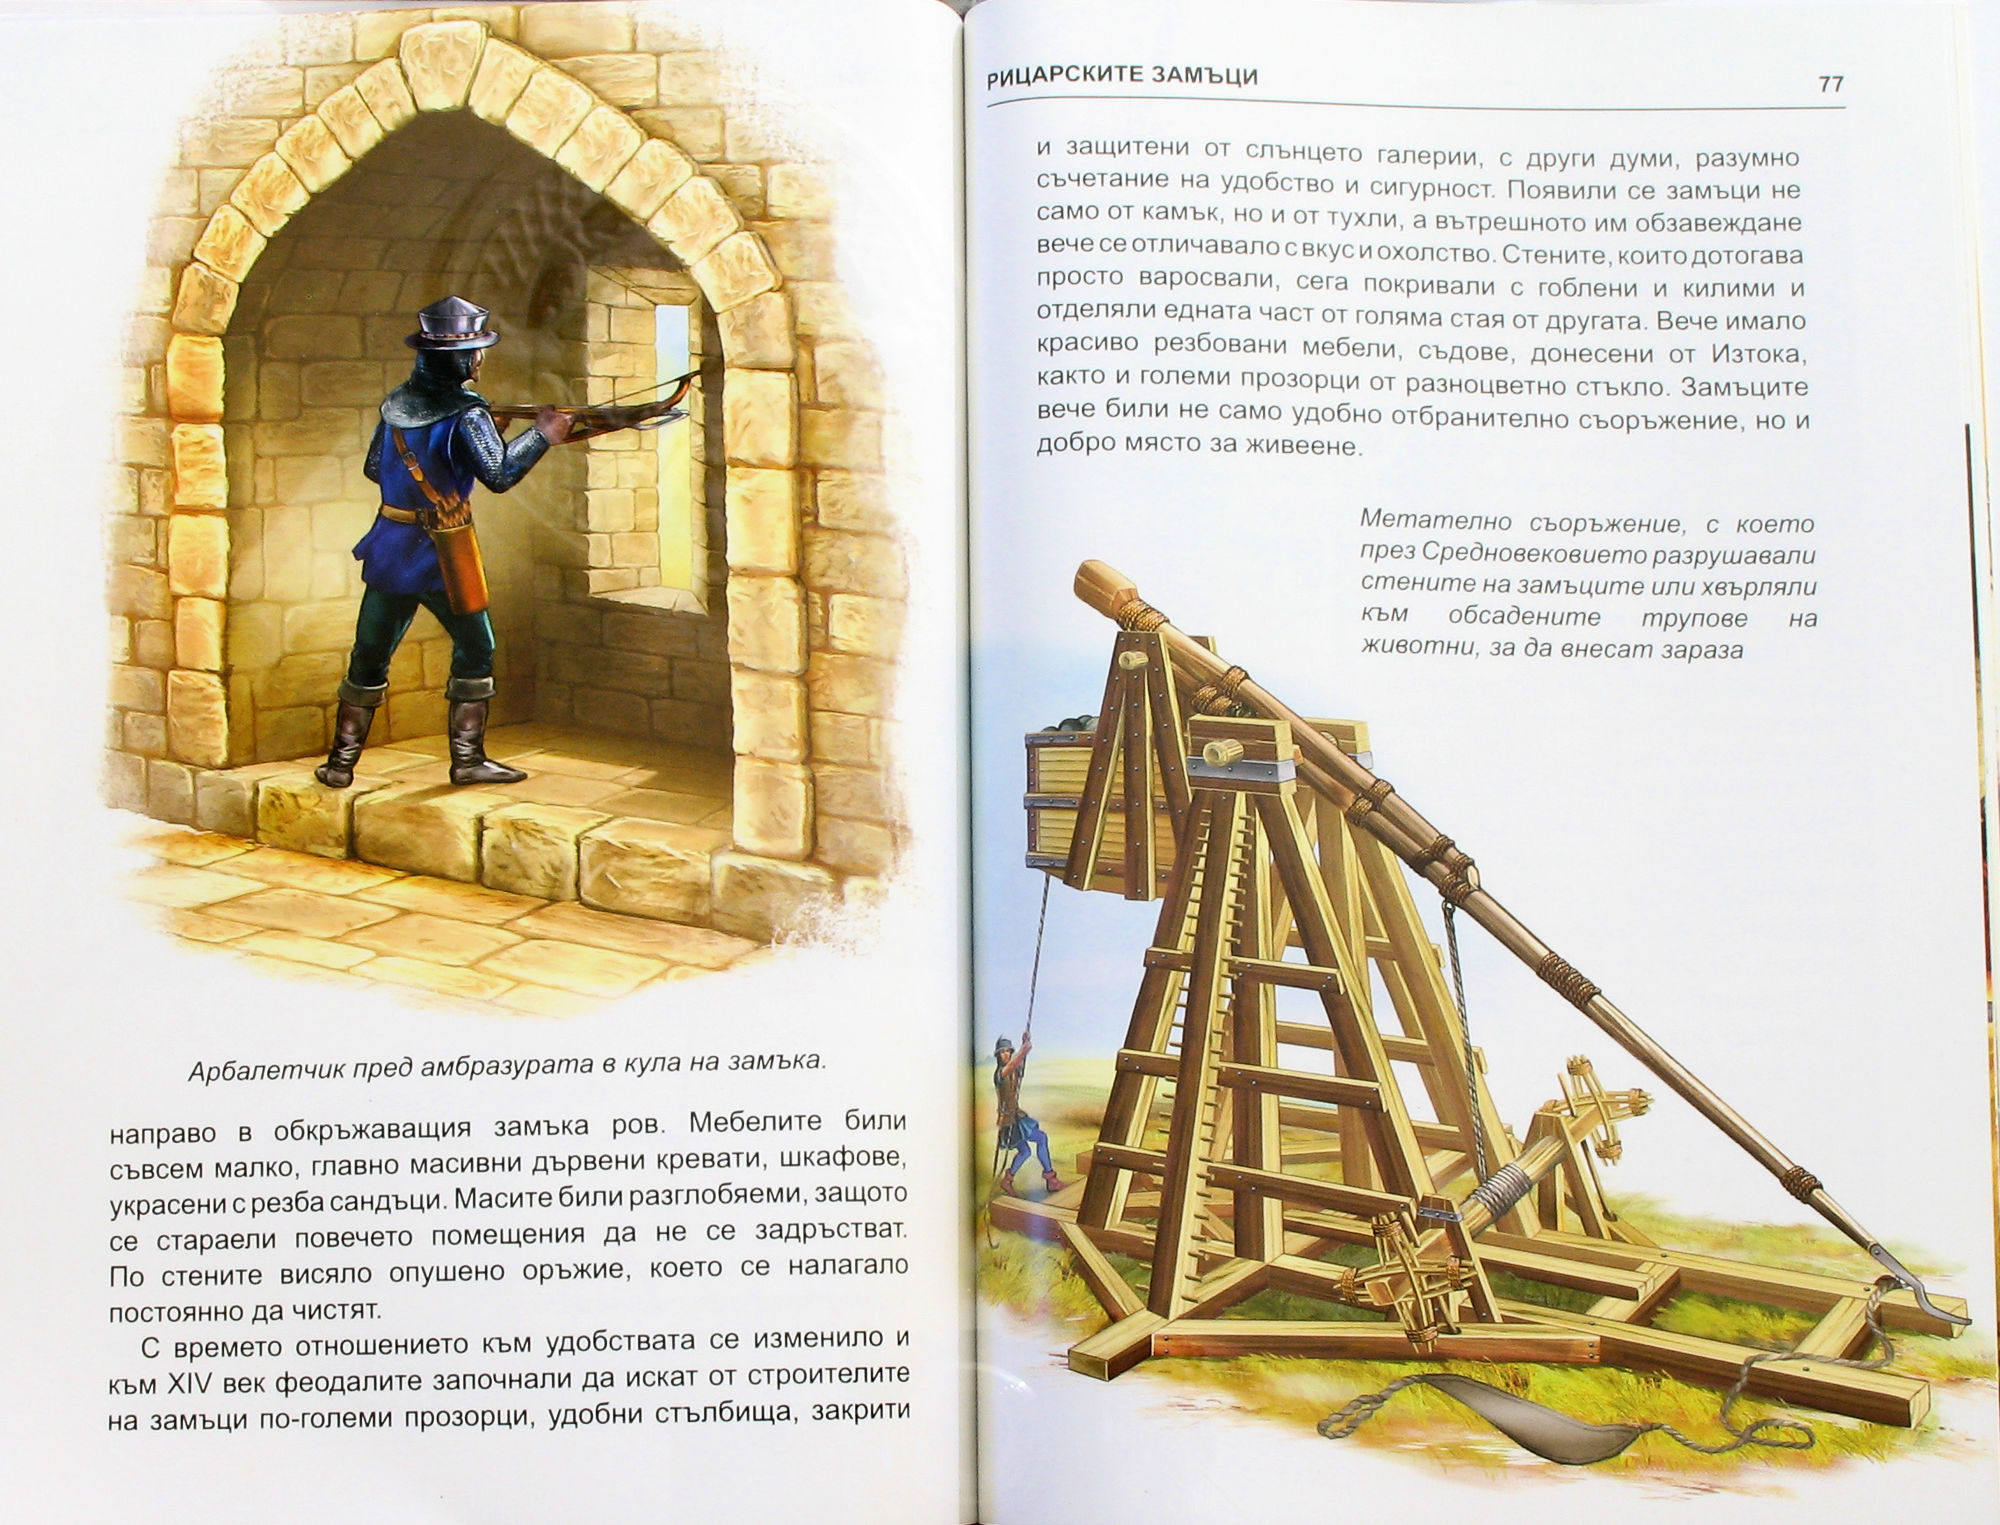 Арбалетчик пред амбразурата в кула на замъка.
направо в обкръжаващия замъка ров. Мебелите били
съвсем малко, главно масивни дървени кревати, шкафове,
украсени с резба сандъци. Масите били разглобяеми, защото
се стараели повечето помещения да не се задръстват.
По стените висяло опушено оръжие, което се налагало
постоянно да чистят.
С времето отношението към удобствата се изменило и
към XIV век феодалите започнали да искат от строителите
на замъци по-големи прозорци, удобни стълбища, закрити
РИЦАРСКИТЕ ЗАМЪЦИ 77
и защитени от слънцето галерии, с други думи, разумно
съчетание на удобство и сигурност. Появили се замъци не
само от камък, но и от тухли, а вътрешното им обзавеждане
вече се отличавало с вкус и охолство. Стените, които дотогава
просто варосвали, сега покривали с гоблени и килими и
отделяли едната част от голяма стая от другата. Вече имало
красиво резбовани мебели, съдове, донесени от Изтока,
както и големи прозорци от разноцветно стъкло. Замъците
вече били не само удобно отбранително съоръжение, но и
добро място за живеене.
Метателно съоръжение, с което
през Средновековието разрушавали
стените на замъците или хвърляли
към обсадените трупове на
животни, за да внесат зараза